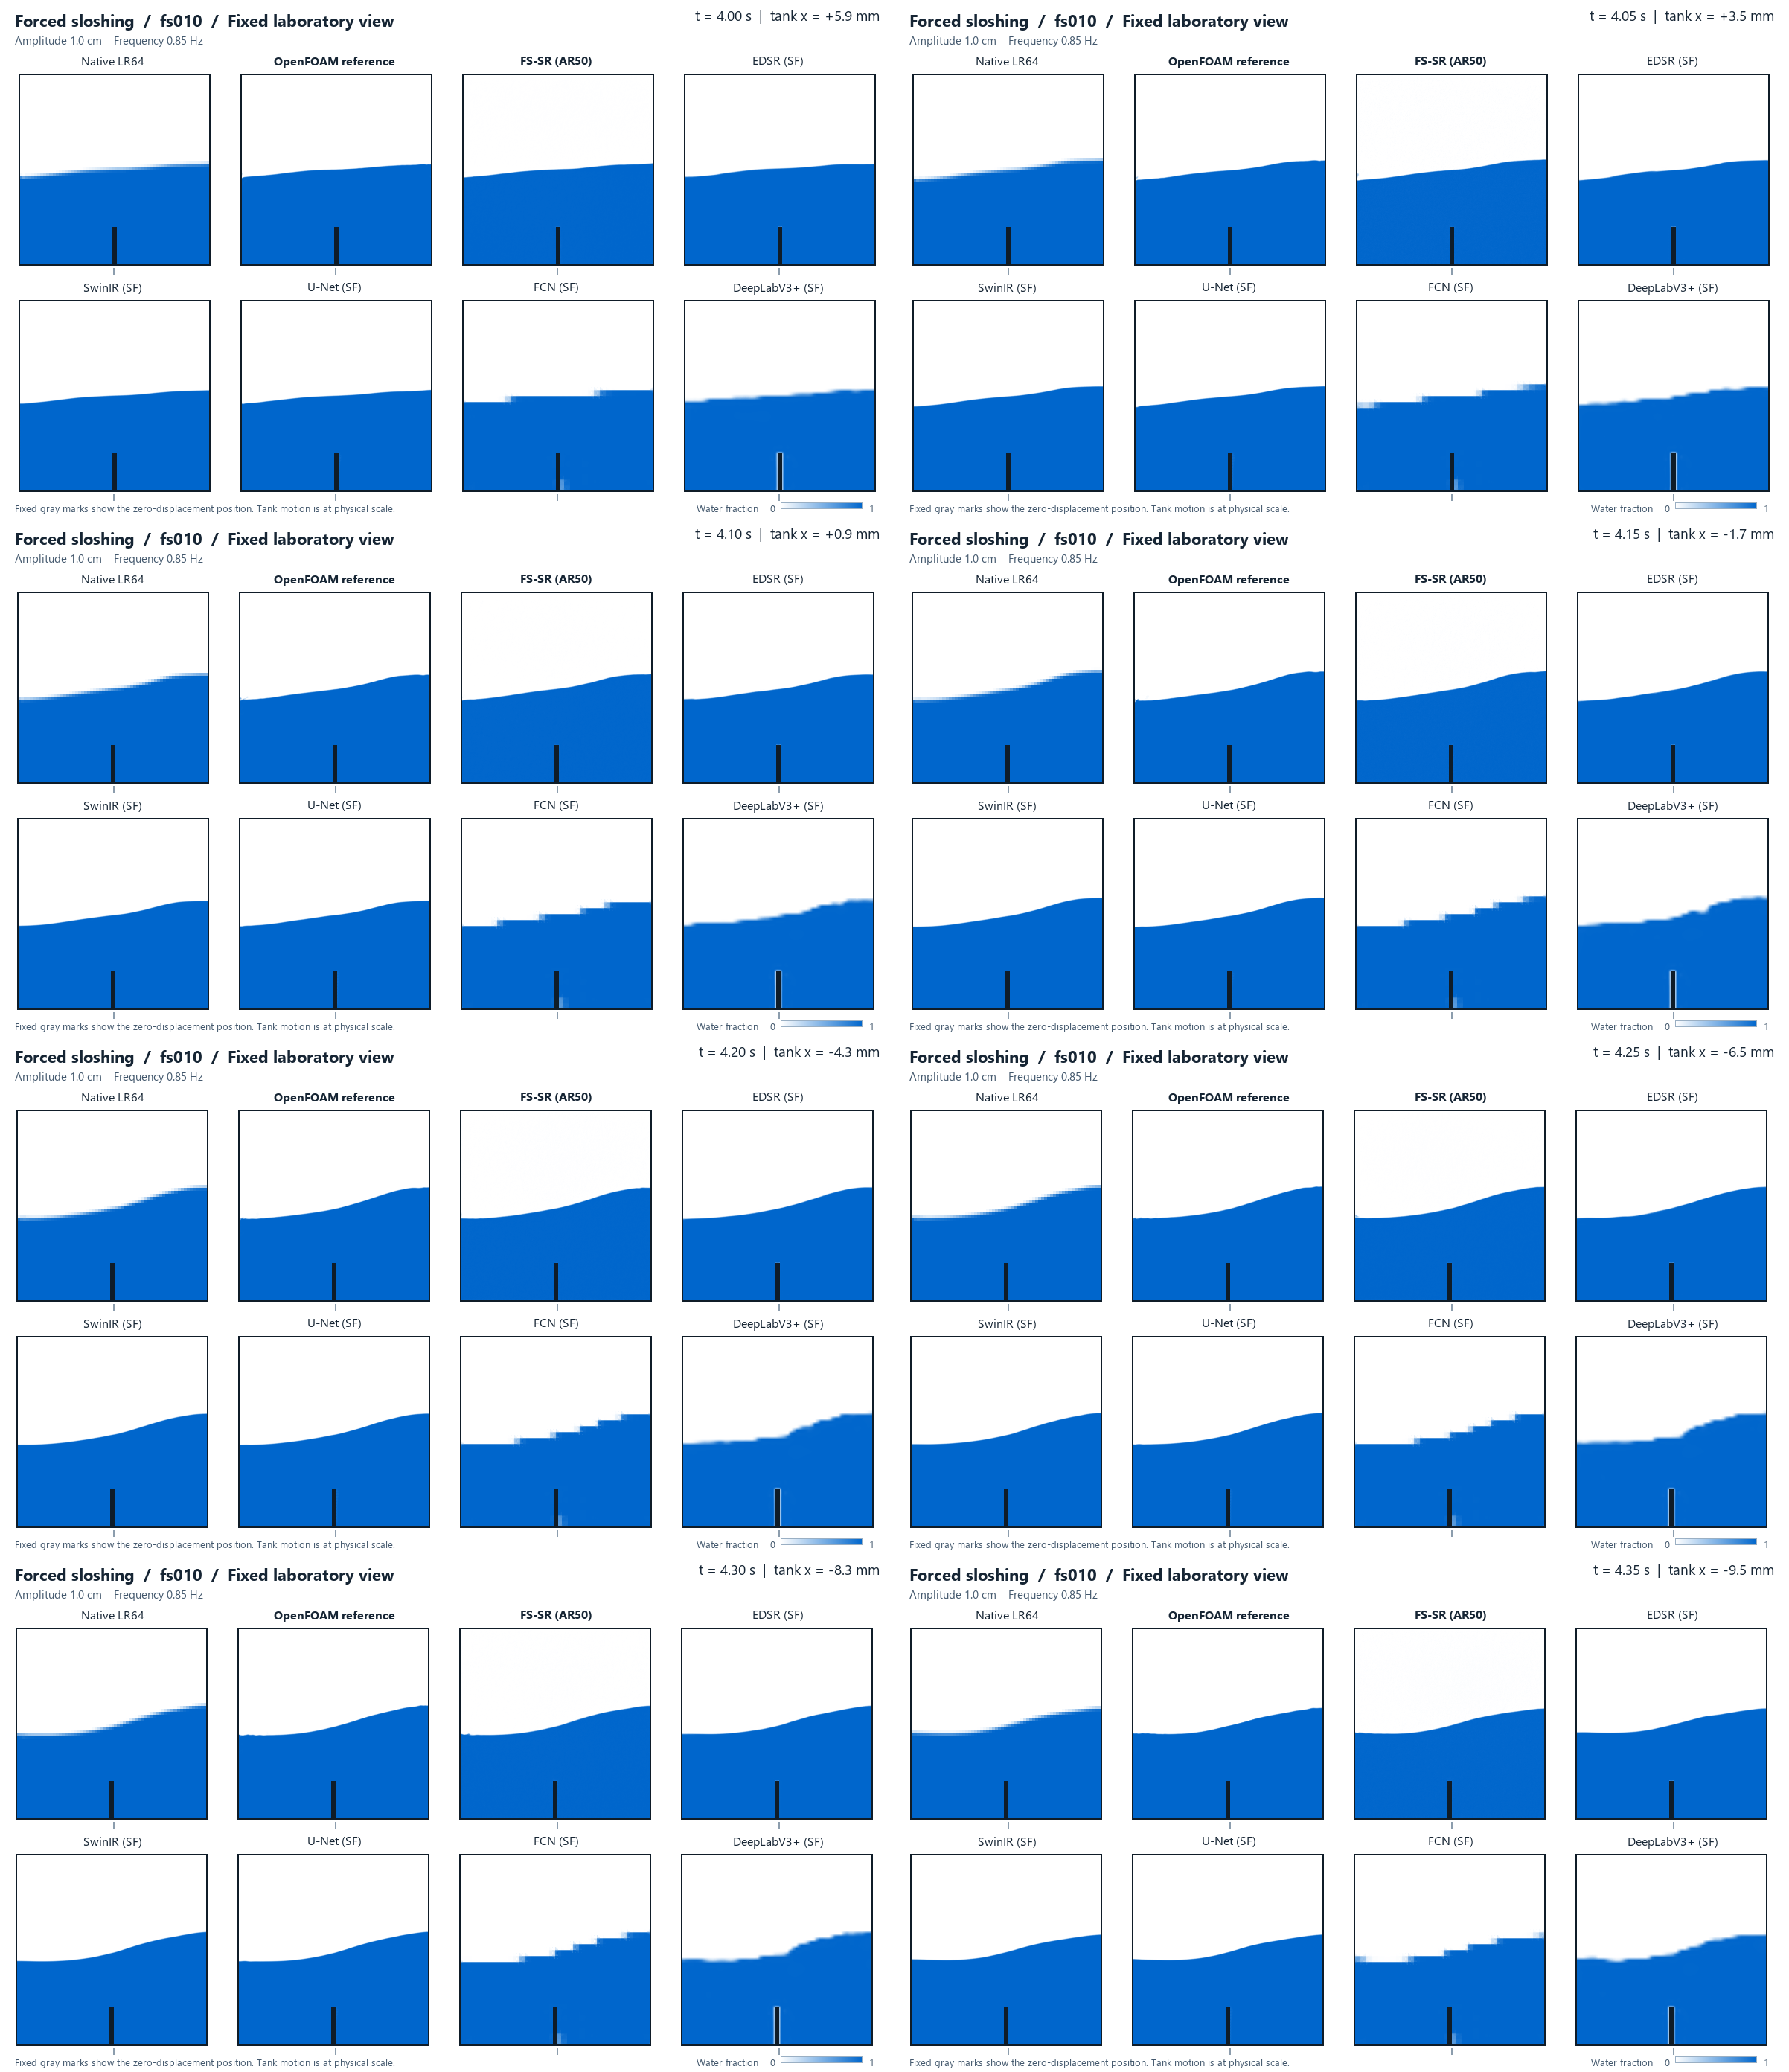 Forced sloshing / fs010 / Fixed laboratory view
t = 4.00 s | tank x = +5.9 mm
Amplitude 1.0 cm Frequency 0.85 Hz
Native LR64 OpenFOAM reference FS-SR (AR50) EDSR (SF)
SwinIR (SF) U-Net (SF) FCN (SF) DeepLabV3+ (SF)
Fixed gray marks show the zero-displacement position. Tank motion is at physical scale.
Water fraction 0 1
Forced sloshing / fs010 / Fixed laboratory view
t = 4.05 s | tank x = +3.5 mm
Amplitude 1.0 cm Frequency 0.85 Hz
Native LR64 OpenFOAM reference FS-SR (AR50) EDSR (SF)
SwinIR (SF) U-Net (SF) FCN (SF) DeepLabV3+ (SF)
Fixed gray marks show the zero-displacement position. Tank motion is at physical scale.
Water fraction 0 1
Forced sloshing / fs010 / Fixed laboratory view
t = 4.10 s | tank x = +0.9 mm
Amplitude 1.0 cm Frequency 0.85 Hz
Native LR64 OpenFOAM reference FS-SR (AR50) EDSR (SF)
SwinIR (SF) U-Net (SF) FCN (SF) DeepLabV3+ (SF)
Fixed gray marks show the zero-displacement position. Tank motion is at physical scale.
Water fraction 0 1
Forced sloshing / fs010 / Fixed laboratory view
t = 4.15 s | tank x = -1.7 mm
Amplitude 1.0 cm Frequency 0.85 Hz
Native LR64 OpenFOAM reference FS-SR (AR50) EDSR (SF)
SwinIR (SF) U-Net (SF) FCN (SF) DeepLabV3+ (SF)
Fixed gray marks show the zero-displacement position. Tank motion is at physical scale.
Water fraction 0 1
Forced sloshing / fs010 / Fixed laboratory view
t = 4.20 s | tank x = -4.3 mm
Amplitude 1.0 cm Frequency 0.85 Hz
Native LR64 OpenFOAM reference FS-SR (AR50) EDSR (SF)
SwinIR (SF) U-Net (SF) FCN (SF) DeepLabV3+ (SF)
Fixed gray marks show the zero-displacement position. Tank motion is at physical scale.
Water fraction 0 1
Forced sloshing / fs010 / Fixed laboratory view
t = 4.25 s | tank x = -6.5 mm
Amplitude 1.0 cm Frequency 0.85 Hz
Native LR64 OpenFOAM reference FS-SR (AR50) EDSR (SF)
SwinIR (SF) U-Net (SF) FCN (SF) DeepLabV3+ (SF)
Fixed gray marks show the zero-displacement position. Tank motion is at physical scale.
Water fraction 0 1
Forced sloshing / fs010 / Fixed laboratory view
t = 4.30 s | tank x = -8.3 mm
Amplitude 1.0 cm Frequency 0.85 Hz
Native LR64 OpenFOAM reference FS-SR (AR50) EDSR (SF)
SwinIR (SF) U-Net (SF) FCN (SF) DeepLabV3+ (SF)
Fixed gray marks show the zero-displacement position. Tank motion is at physical scale.
Water fraction 0 1
Forced sloshing / fs010 / Fixed laboratory view
t = 4.35 s | tank x = -9.5 mm
Amplitude 1.0 cm Frequency 0.85 Hz
Native LR64 OpenFOAM reference FS-SR (AR50) EDSR (SF)
SwinIR (SF) U-Net (SF) FCN (SF) DeepLabV3+ (SF)
Fixed gray marks show the zero-displacement position. Tank motion is at physical scale.
Water fraction 0 1